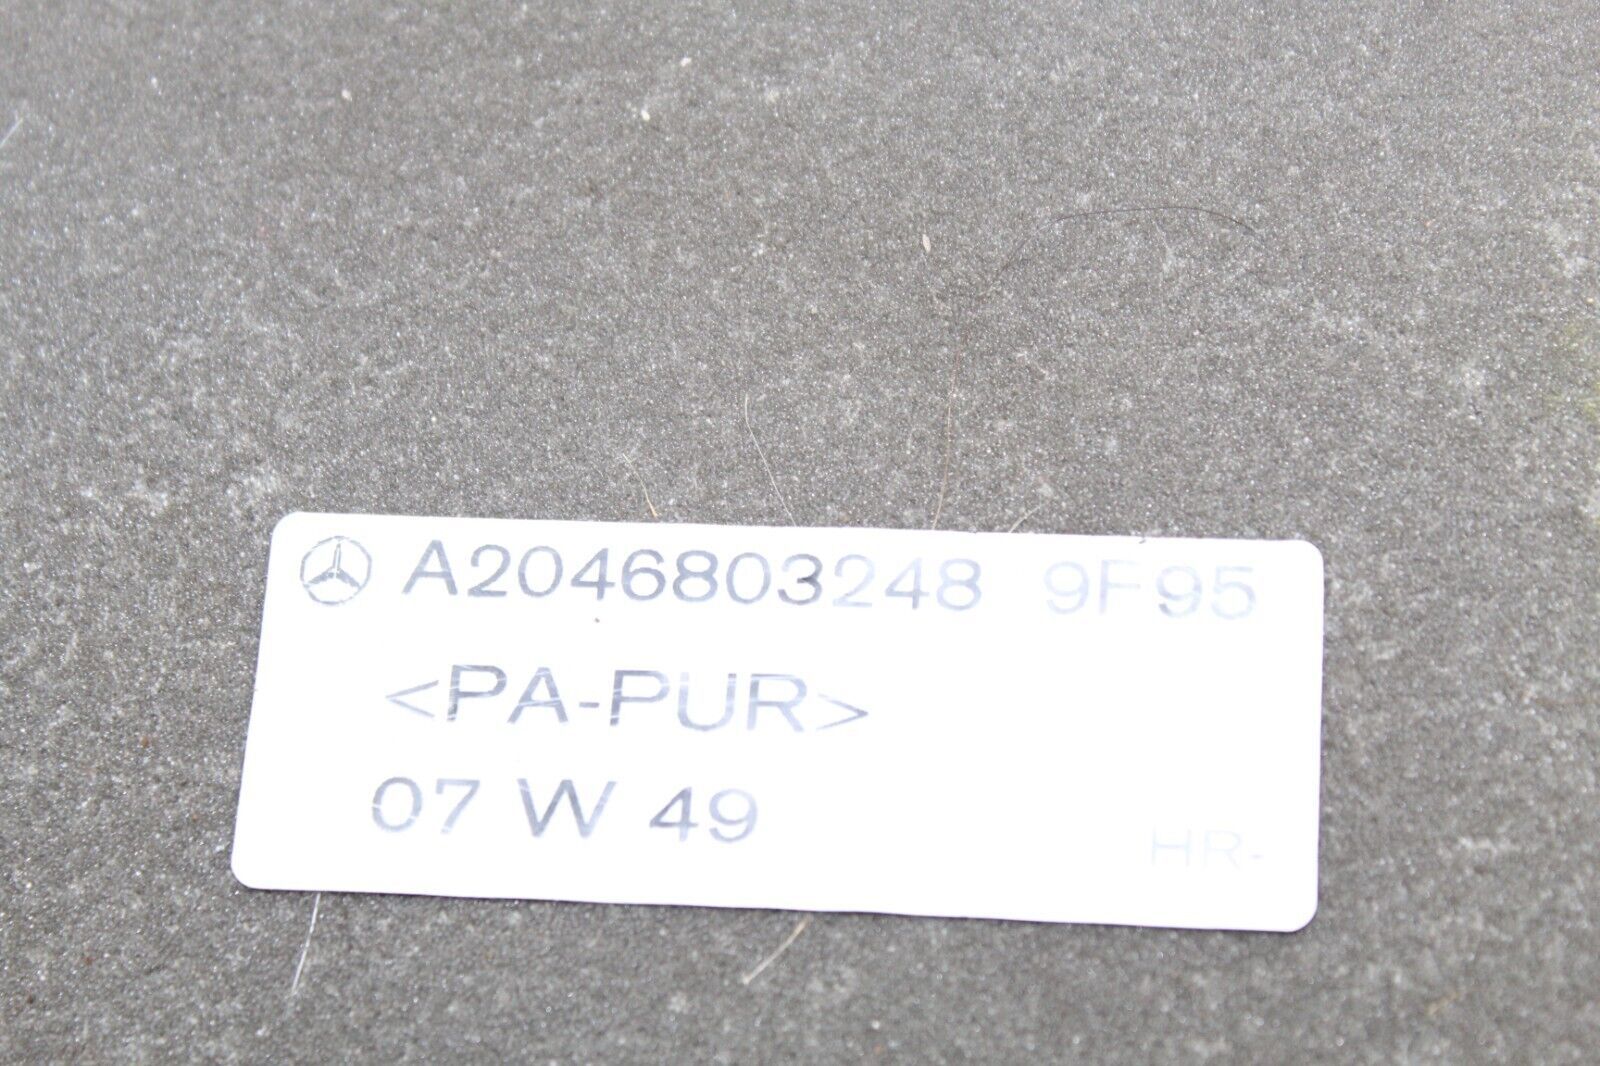 A2046803248 9F95
<PA-PUR>
07 W 49
HR-